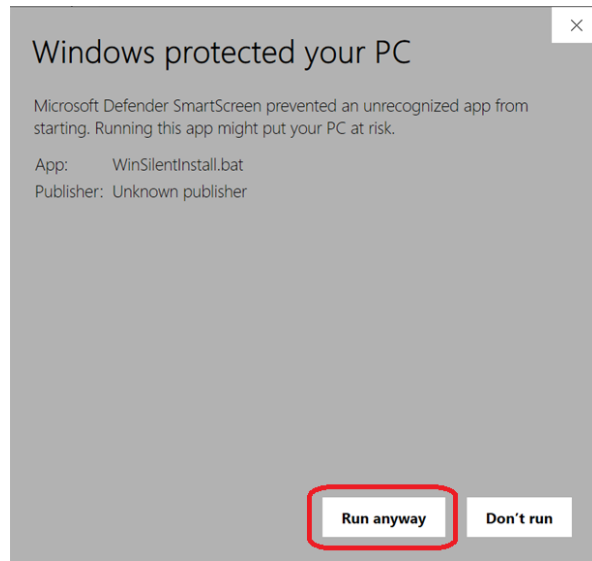 Windows protected your PC
Microsoft Defender SmartScreen prevented an unrecognized app from
starting. Running this app might put your PC at risk.
App: WinSilentInstall.bat
Publisher: Unknown publisher
Run anyway Don't run